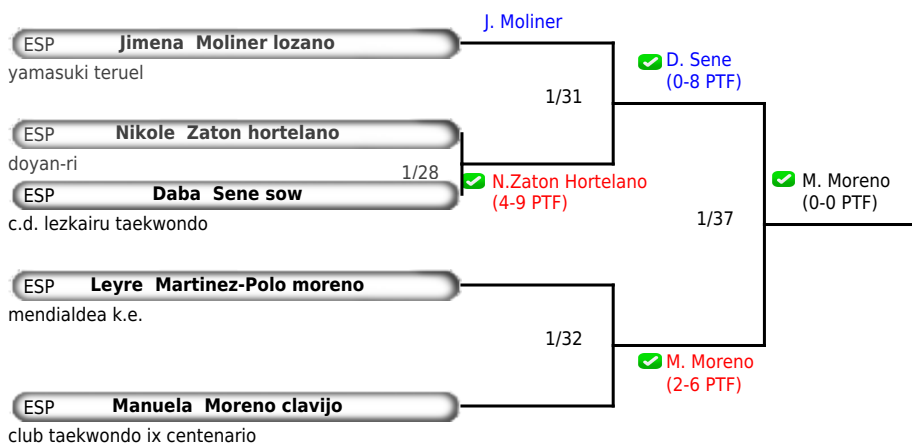 J. Moliner
ESP Jimena Moliner lozano
yamasuki teruel
D. Sene
(0-8 PTF)
1/31
ESP Nikole Zaton hortelano
doyan-ri
1/28
N.Zaton Hortelano
(4-9 PTF)
ESP Daba Sene sow
c.d. lezkairu taekwondo
M. Moreno
(0-0 PTF)
1/37
ESP Leyre Martinez-Polo moreno
mendialdea k.e.
1/32
M. Moreno
(2-6 PTF)
ESP Manuela Moreno clavijo
club taekwondo ix centenario